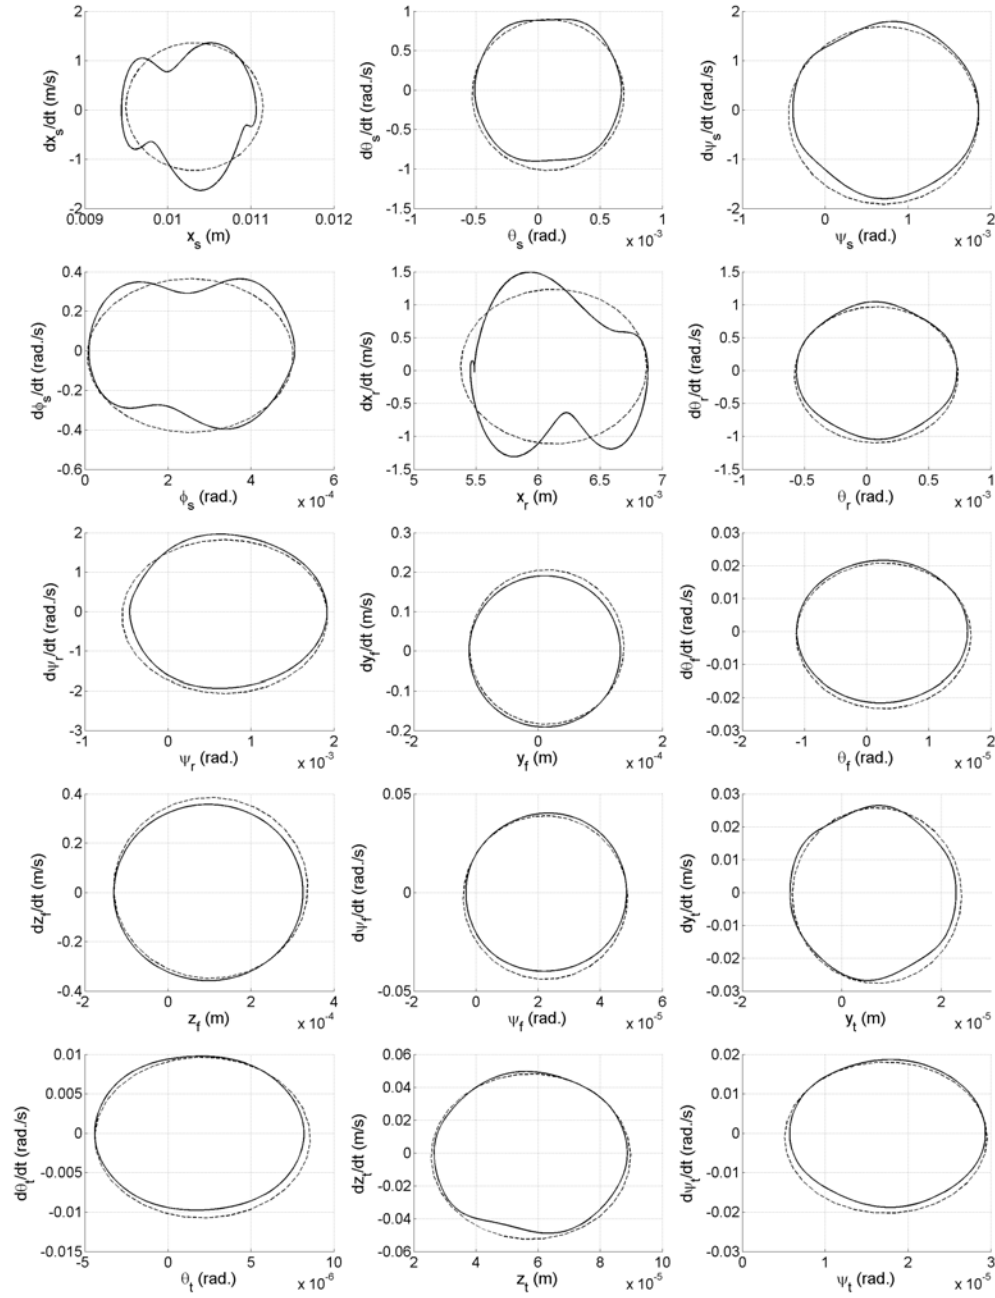 dx_s/dt (m/s)
2
1
0
-1
-2
0.009 0.01 0.011 0.012
x_s (m)
dθ_s/dt (rad./s)
1
0.5
0
-0.5
-1
-1.5
-1 -0.5 0 0.5 1
θ_s (rad.) x 10^-3
dψ_s/dt (rad./s)
2
1
0
-1
-2
0 1 2
ψ_s (rad.) x 10^-3
dϕ_s/dt (rad./s)
0.4
0.2
0
-0.2
-0.4
-0.6
0 2 4 6
ϕ_s (rad.) x 10^-4
dx_r/dt (m/s)
1.5
1
0.5
0
-0.5
-1
-1.5
5 5.5 6 6.5 7
x_r (m) x 10^-3
dθ_r/dt (rad./s)
1.5
1
0.5
0
-0.5
-1
-1.5
-1 -0.5 0 0.5 1
θ_r (rad.) x 10^-3
dψ_r/dt (rad./s)
2
1
0
-1
-2
-3
-1 0 1 2
ψ_r (rad.) x 10^-3
dy_f/dt (m/s)
0.3
0.2
0.1
0
-0.1
-0.2
-2 0 2
y_f (m) x 10^-4
dθ_f/dt (rad./s)
0.03
0.02
0.01
0
-0.01
-0.02
-0.03
-2 -1 0 1 2
θ_f (rad.) x 10^-5
dz_f/dt (m/s)
0.4
0.2
0
-0.2
-0.4
-2 0 2 4
z_f (m) x 10^-4
dψ_f/dt (rad./s)
0.05
0
-0.05
-2 0 2 4 6
ψ_f (rad.) x 10^-5
dy_t/dt (m/s)
0.03
0.02
0.01
0
-0.01
-0.02
-0.03
-2 0 2
y_t (m) x 10^-5
dθ_t/dt (rad./s)
0.01
0.005
0
-0.005
-0.01
-0.015
-5 0 5 10
θ_t (rad.) x 10^-6
dz_t/dt (m/s)
0.06
0.04
0.02
0
-0.02
-0.04
-0.06
2 4 6 8 10
z_t (m) x 10^-5
dψ_t/dt (rad./s)
0.02
0.01
0
-0.01
-0.02
-0.03
0 1 2 3
ψ_t (rad.) x 10^-5